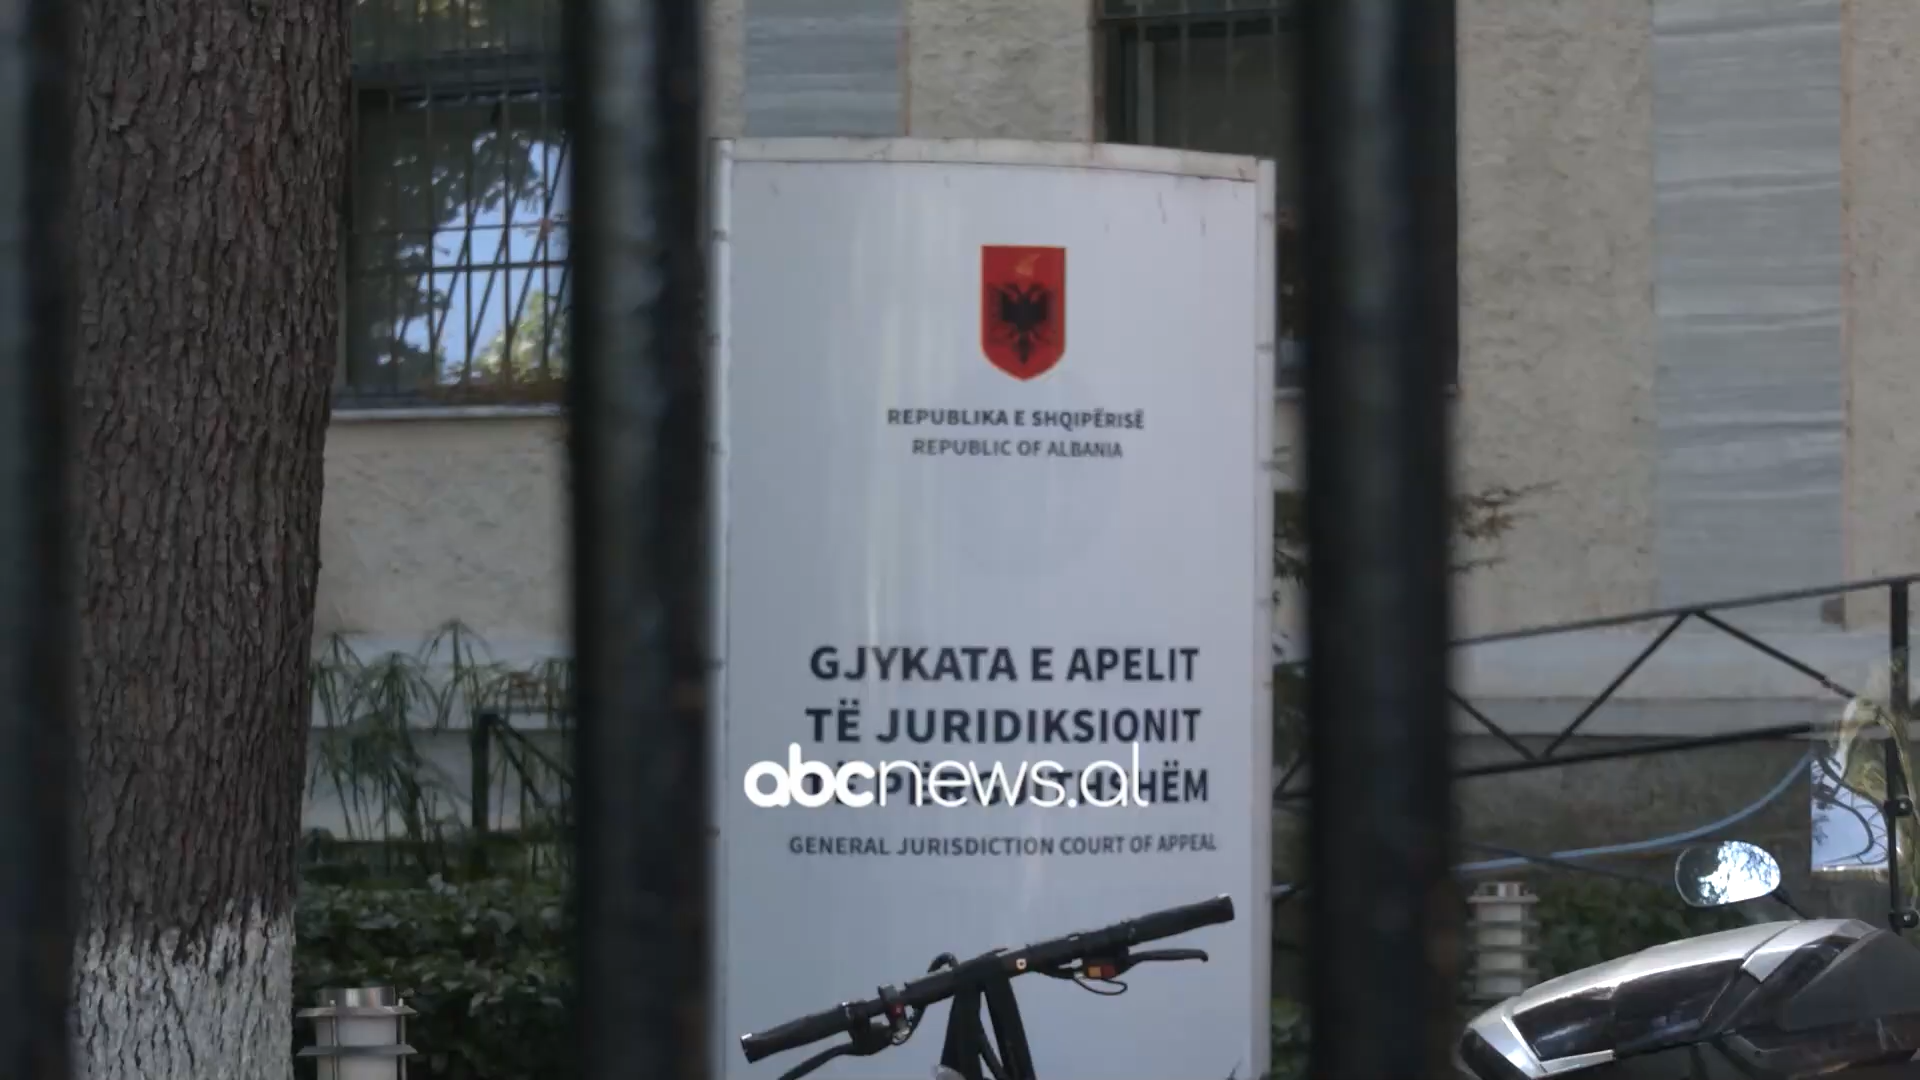 REPUBLIKA E SHQIPËRISË
REPUBLIC OF ALBANIA
GJYKATA E APELIT
TË JURIDIKSIONIT
abcnews.al
GENERAL JURISDICTION COURT OF APPEAL